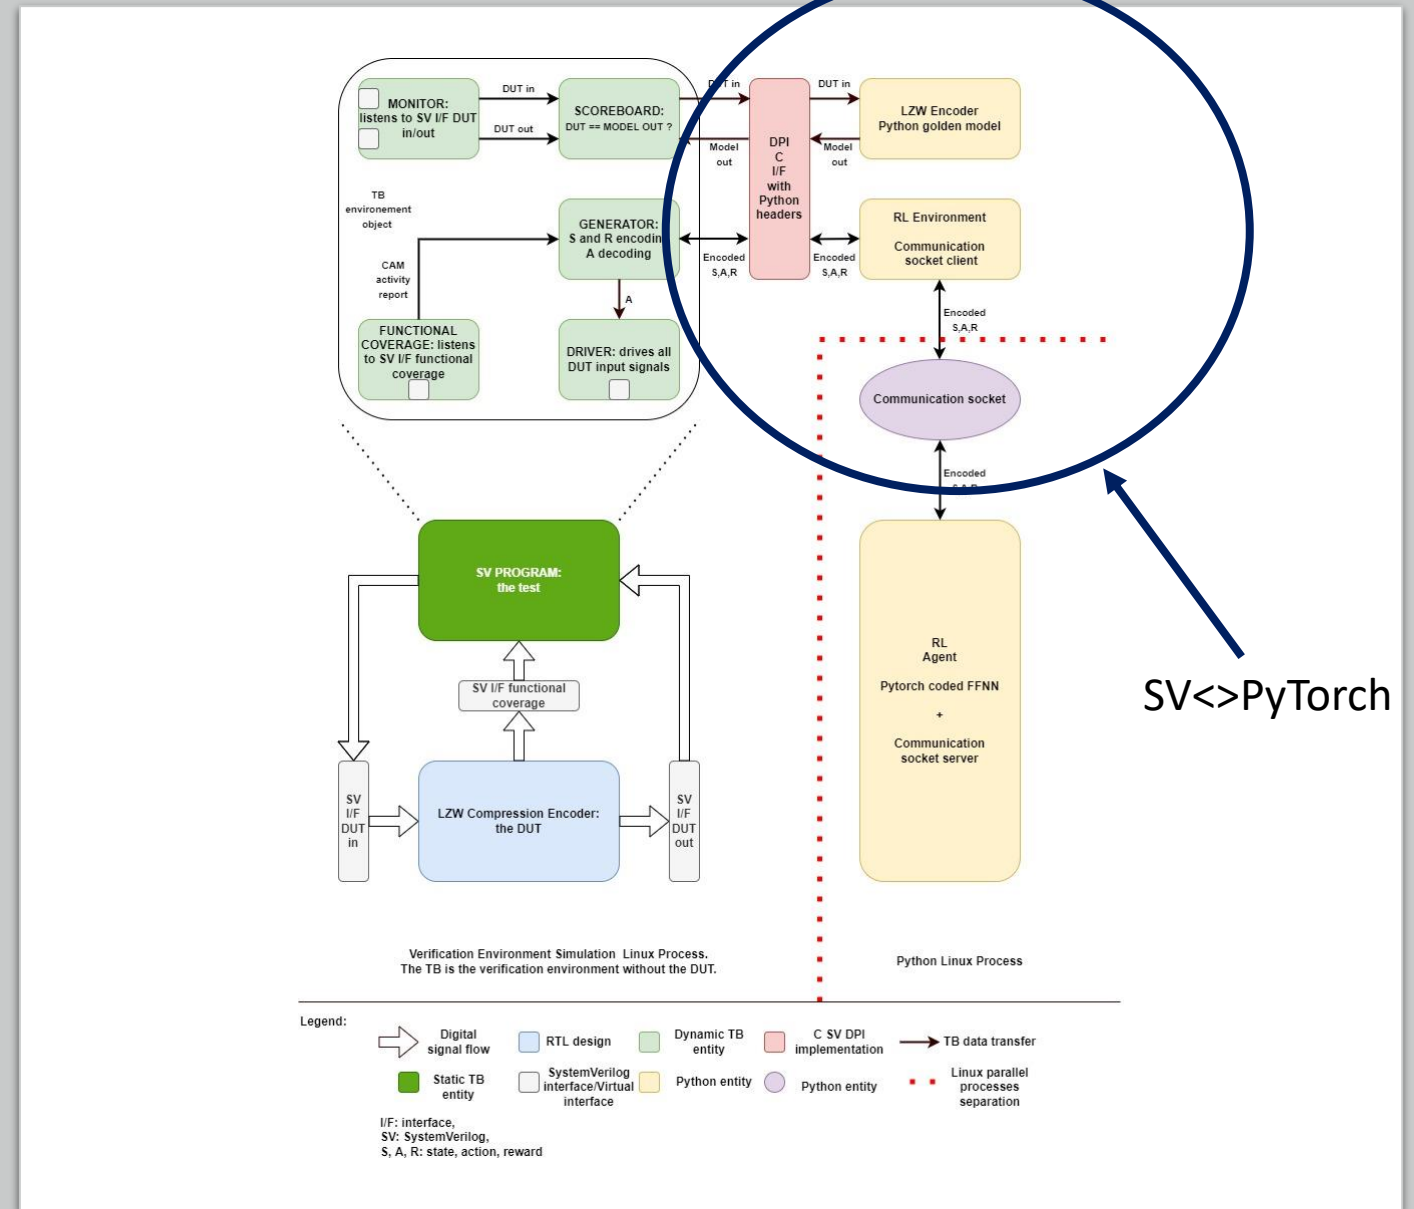 MONITOR:
listens to SV I/F DUT
in/out
DUT in
DUT out
SCOREBOARD:
DUT == MODEL OUT ?
DUT in
Model
out
DPI
C
I/F
with
Python
headers
DUT in
Model
out
LZW Encoder
Python golden model
TB
environement
object
CAM
activity
report
GENERATOR:
S and R encodin
A decoding
A
Encoded
S,A,R
Encoded
S,A,R
RL Environment
Communication
socket client
Encoded
S,A,R
FUNCTIONAL
COVERAGE: listens
to SV I/F functional
coverage
DRIVER: drives all
DUT input signals
Communication socket
Encoded
S,A,R
SV PROGRAM:
the test
SV I/F functional
coverage
SV
I/F
DUT
in
LZW Compression Encoder:
the DUT
SV
I/F
DUT
out
RL
Agent
Pytorch coded FFNN
+
Communication
socket server
SV<>PyTorch
Verification Environment Simulation Linux Process.
The TB is the verification environment without the DUT.
Python Linux Process
Legend:
Digital
signal flow
RTL design
Dynamic TB
entity
C SV DPI
implementation
TB data transfer
Static TB
entity
SystemVerilog
interface/Virtual
interface
Python entity
Python entity
Linux parallel
processes
separation
I/F: interface,
SV: SystemVerilog,
S, A, R: state, action, reward